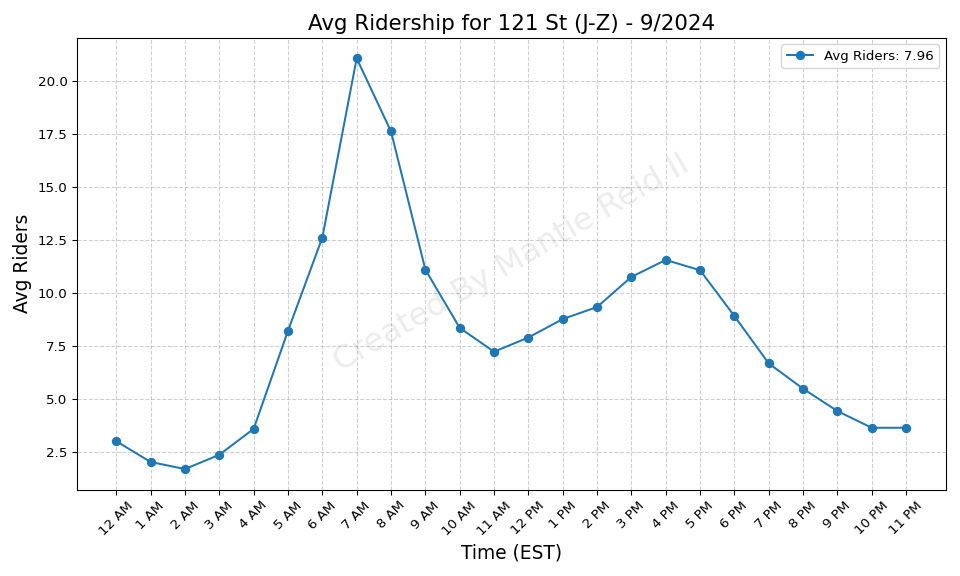 Avg Ridership for 121 St (J-Z) - 9/2024
Avg Riders: 7.96
Avg Riders
20.0
17.5
15.0
12.5
10.0
7.5
5.0
2.5
Created By Mantie Reid II
12 AM
1 AM
2 AM
3 AM
4 AM
5 AM
6 AM
7 AM
8 AM
9 AM
10 AM
11 AM
12 PM
1 PM
2 PM
3 PM
4 PM
5 PM
6 PM
7 PM
8 PM
9 PM
10 PM
11 PM
Time (EST)